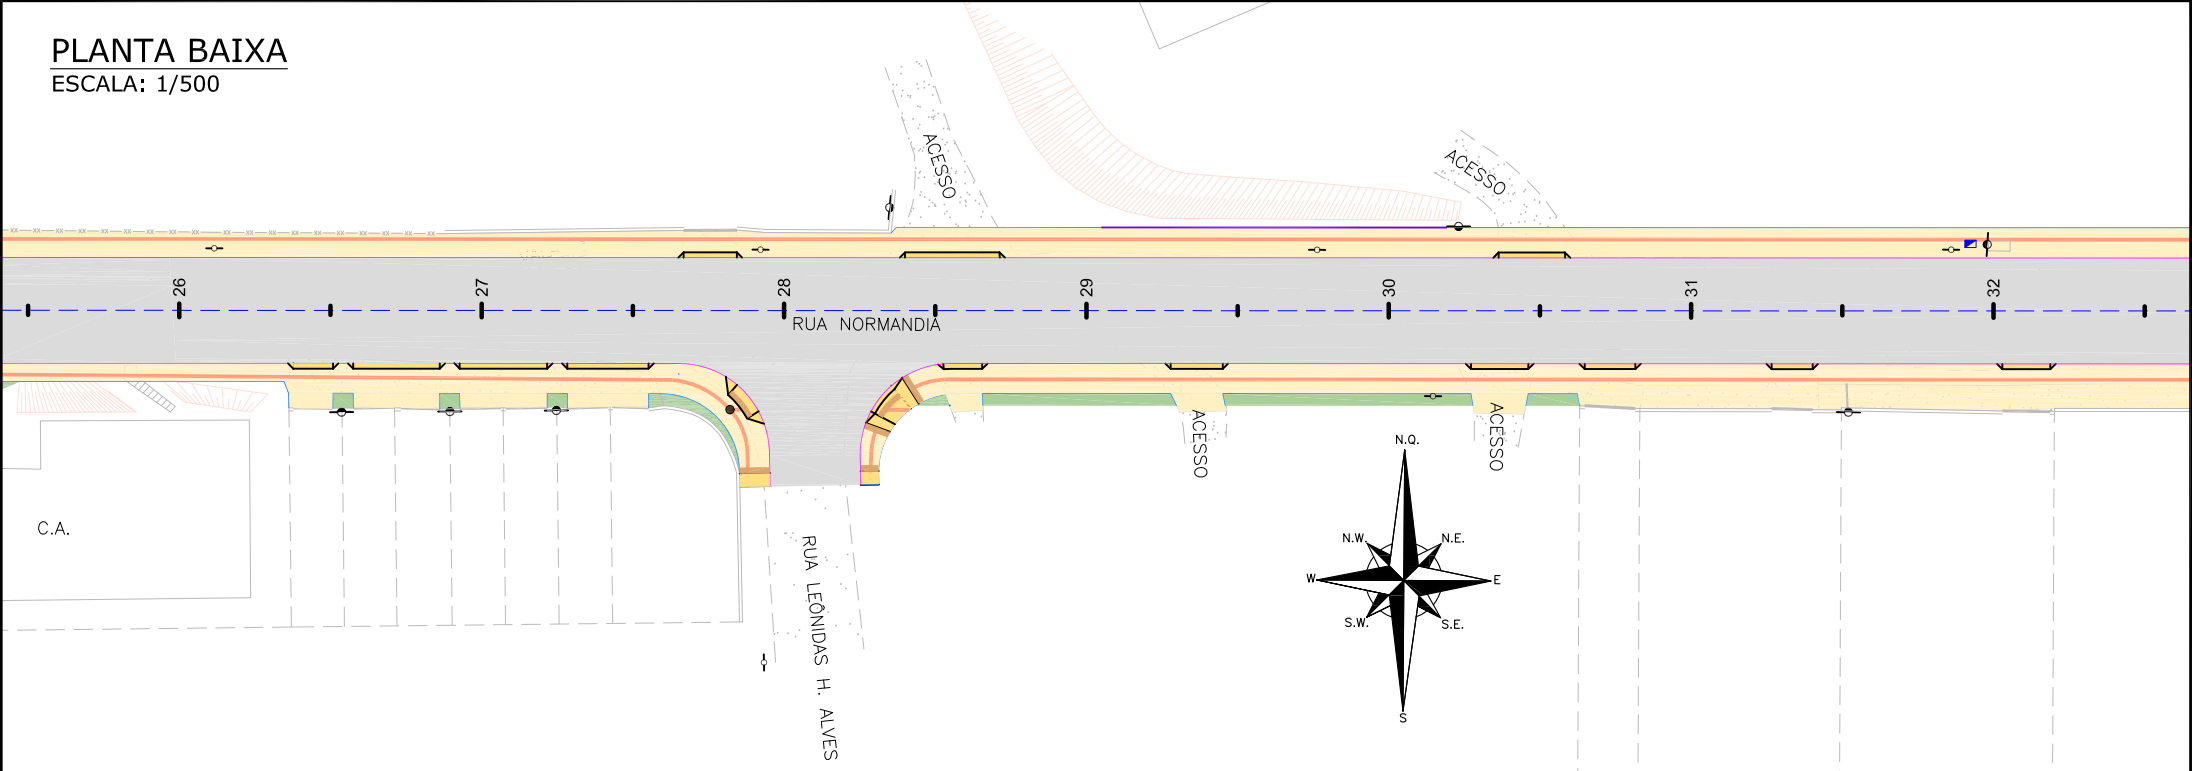 PLANTA BAIXA
ESCALA: 1/500
ACESSO
ACESSO
26
27
28
29
30
31
32
RUA NORMANDIA
ACESSO
ACESSO
C.A.
RUA LEÔNIDAS H. ALVES
N.Q.
N.W.
N.E.
W
E
S.W.
S.E.
S